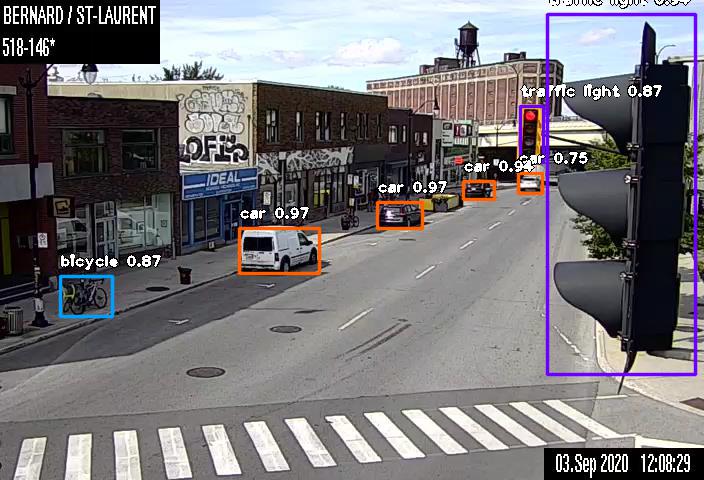 BERNARD / ST-LAURENT
518-146*
traffic light 0.87
car 0.97
car 0.75
car 0.97
bicycle 0.87
IDEAL
03.Sep 2020 12:08:29